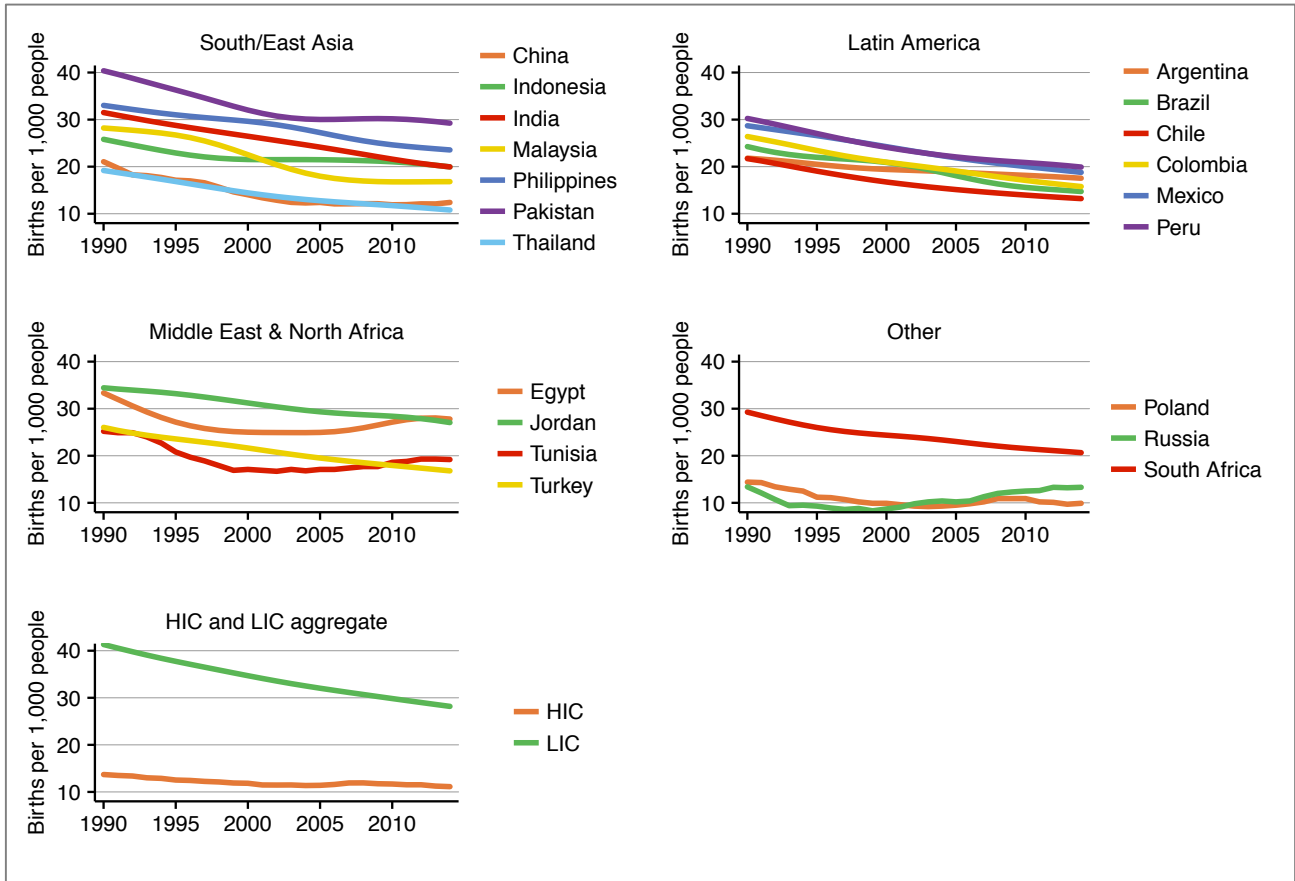 South/East Asia
Births per 1,000 people
40
30
20
10
1990 1995 2000 2005 2010
China
Indonesia
India
Malaysia
Philippines
Pakistan
Thailand
Latin America
Births per 1,000 people
40
30
20
10
1990 1995 2000 2005 2010
Argentina
Brazil
Chile
Colombia
Mexico
Peru
Middle East & North Africa
Births per 1,000 people
40
30
20
10
1990 1995 2000 2005 2010
Egypt
Jordan
Tunisia
Turkey
Other
Births per 1,000 people
40
30
20
10
1990 1995 2000 2005 2010
Poland
Russia
South Africa
HIC and LIC aggregate
Births per 1,000 people
40
30
20
10
1990 1995 2000 2005 2010
HIC
LIC